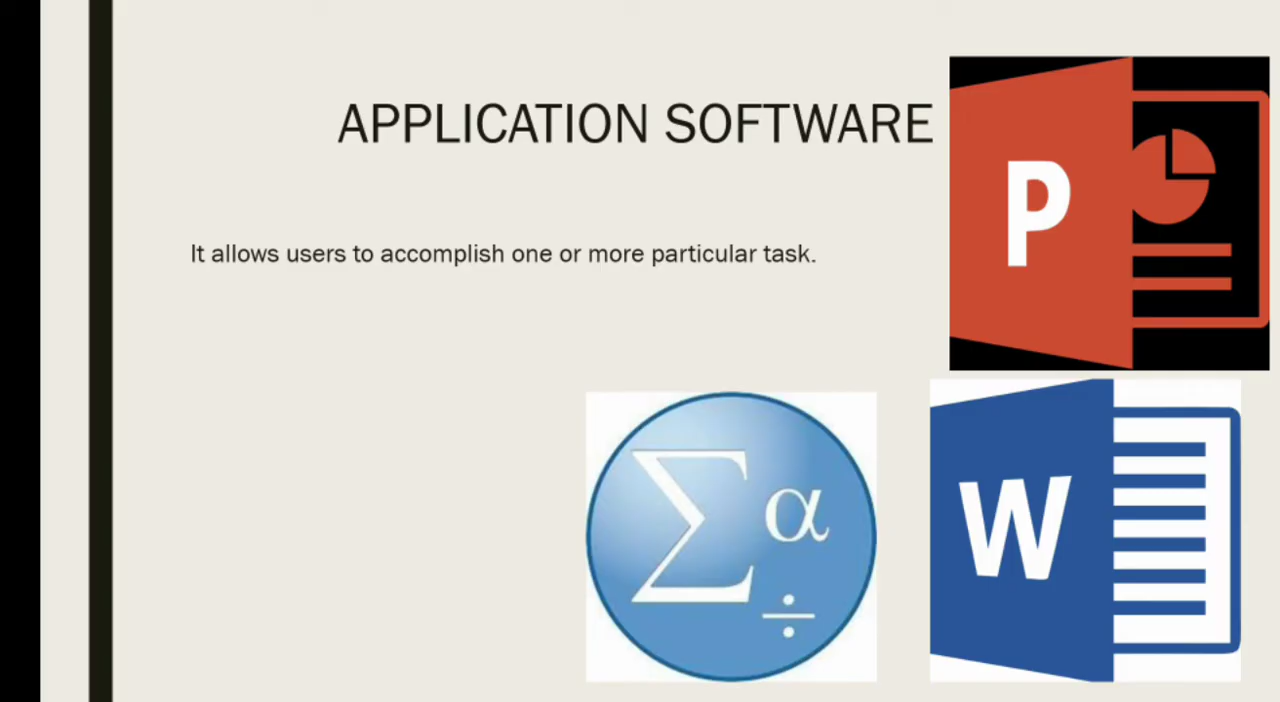 APPLICATION SOFTWARE
It allows users to accomplish one or more particular task.
P
Σ α
÷
W